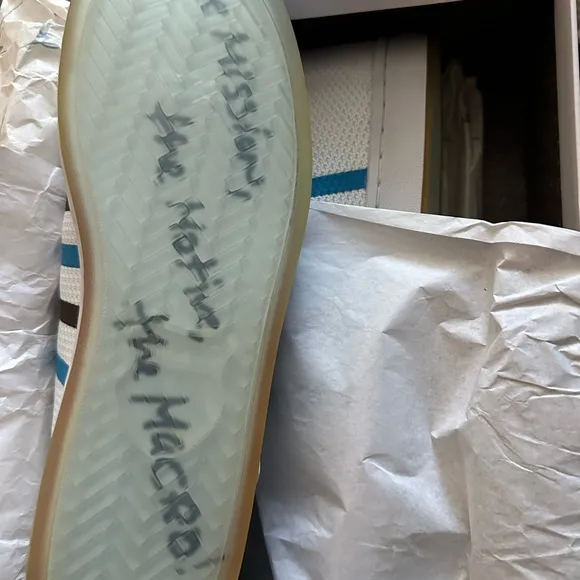 Mission,
the Motive,
the MacRo!